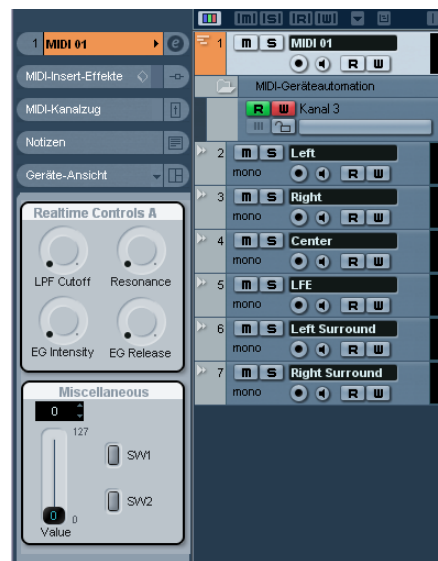 [M] [S] [R] [W]
1 MIDI 01 e
MIDI-Insert-Effekte
MIDI-Kanalzug
Notizen
Geräte-Ansicht
Realtime Controls A
LPF Cutoff Resonance
EG Intensity EG Release
Miscellaneous
0
127
SW1
SW2
0 0
Value
1 m S MIDI 01
R W
MIDI-Geräteautomation
R W Kanal 3
2 m S Left
mono R W
3 m S Right
mono R W
4 m S Center
mono R W
5 m S LFE
mono R W
6 m S Left Surround
mono R W
7 m S Right Surround
mono R W